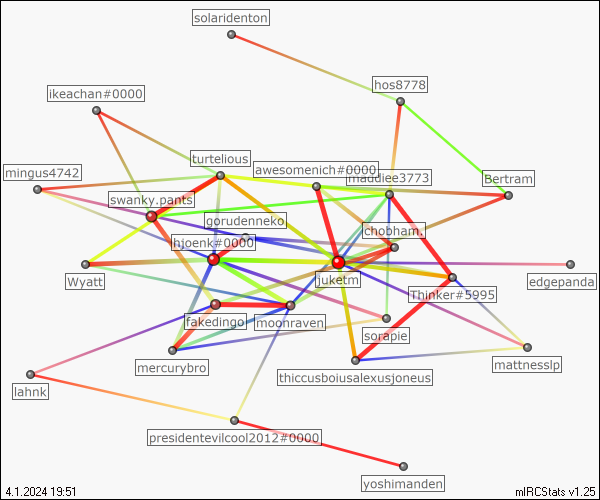 solaridenton
hos8778
ikeachan#0000
turtelious
awesomenich#0000
maddiee3773
mingus4742
Bertram
swanky.pants
gorudenneko
chobham.
lhjoenk#0000
Wyatt
juketm
edgepanda
Thinker#5995
fakedingo
moonraven
sorapie
mercurybro
mattnesslp
thiccusboiusalexusjoneus
lahnk
presidentevilcool2012#0000
yoshimanden
4.1.2024 19:51
mIRCStats v1.25